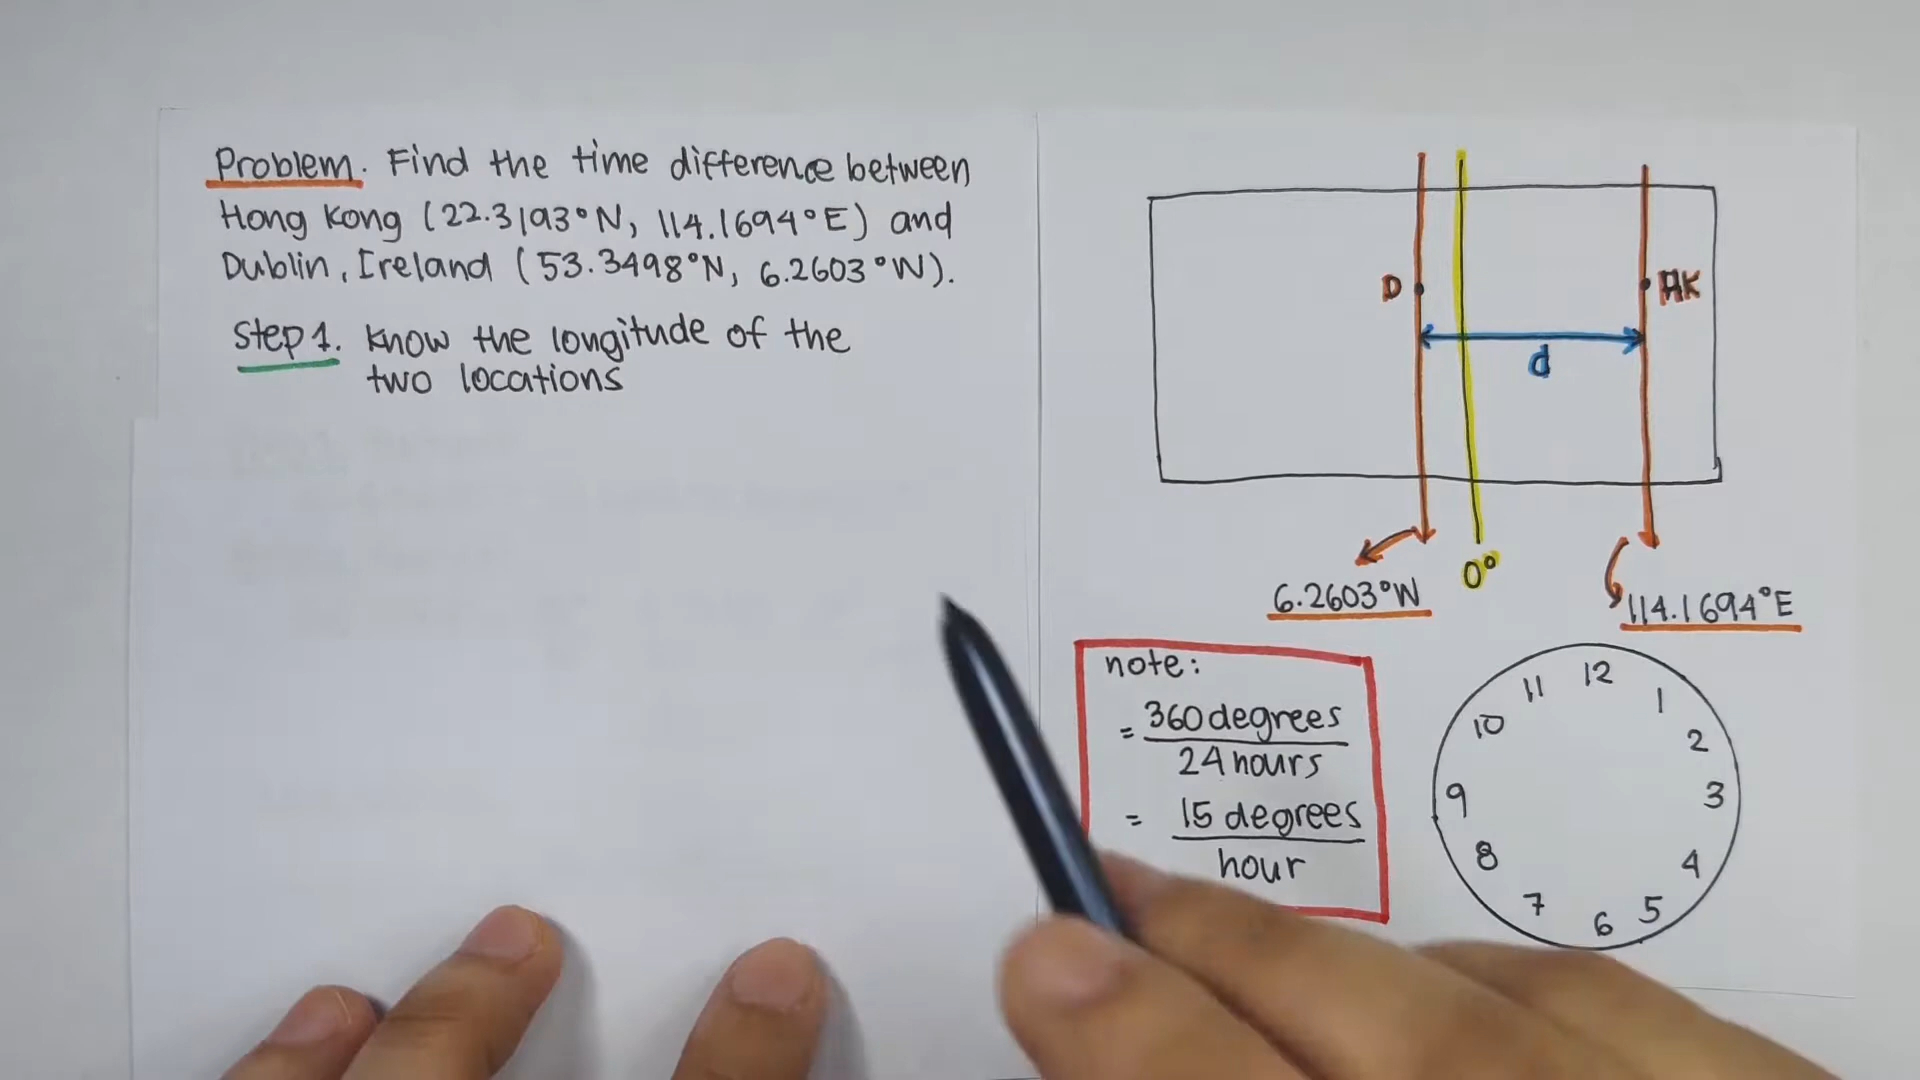 Problem. Find the time difference between
Hong Kong (22.3193°N, 114.1694°E) and
Dublin, Ireland (53.3498°N, 6.2603°W).
Step 1. Know the longitude of the
two locations
D
HK
d
0°
6.2603°W
114.1694°E
note:
= 360 degrees
24 hours
= 15 degrees
hour
12
1
2
3
4
5
6
7
8
9
10
11